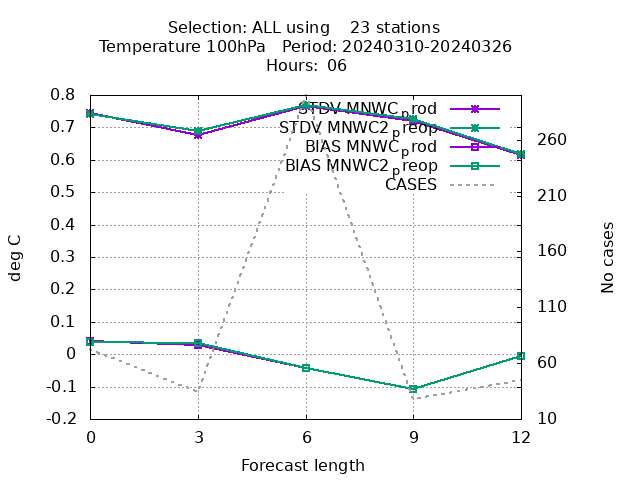 Selection: ALL using 23 stations
Temperature 100hPa Period: 20240310-20240326
Hours: 06
0.8
0.7
0.6
0.5
0.4
0.3
0.2
0.1
0
-0.1
-0.2
deg C
STDV MNWC_prod
STDV MNWC2_preop
BIAS MNWC_prod
BIAS MNWC2_preop
CASES
260
210
160
110
60
10
No cases
0 3 6 9 12
Forecast length